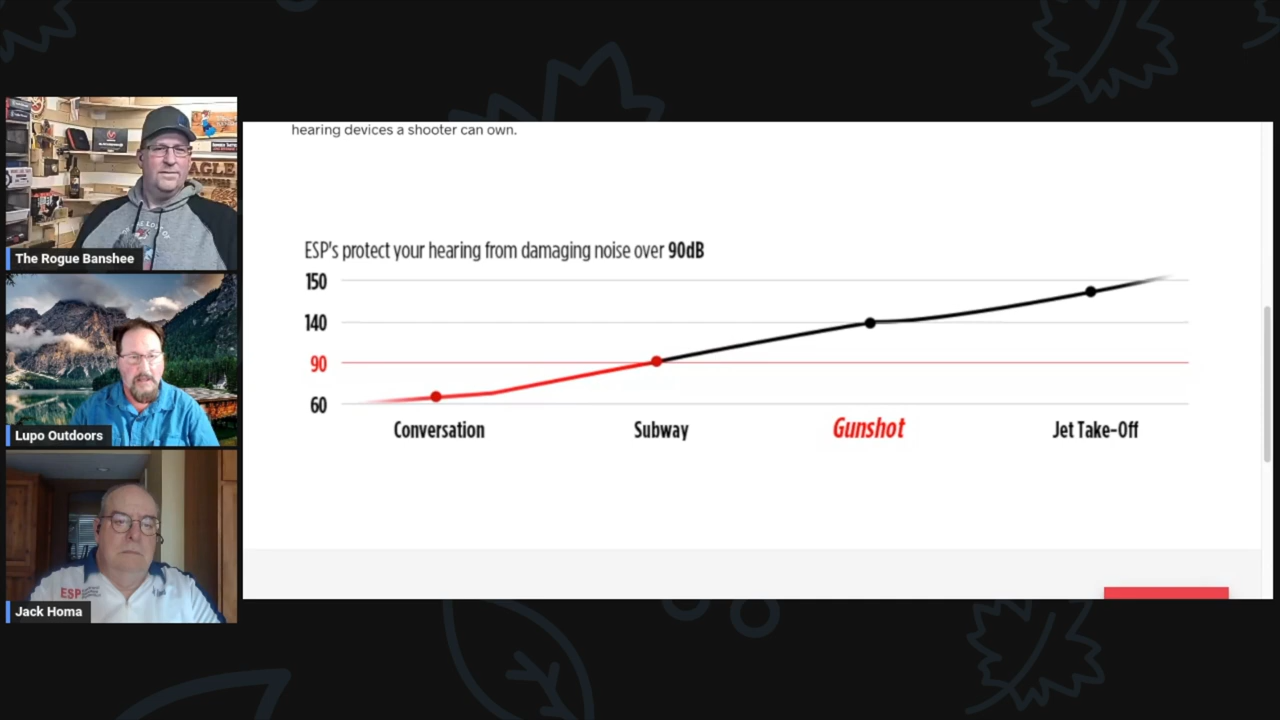 hearing devices a shooter can own.
ESP's protect your hearing from damaging noise over 90dB
150
140
90
60
Conversation
Subway
Gunshot
Jet Take-Off
The Rogue Banshee
Lupo Outdoors
ESP
Jack Homa